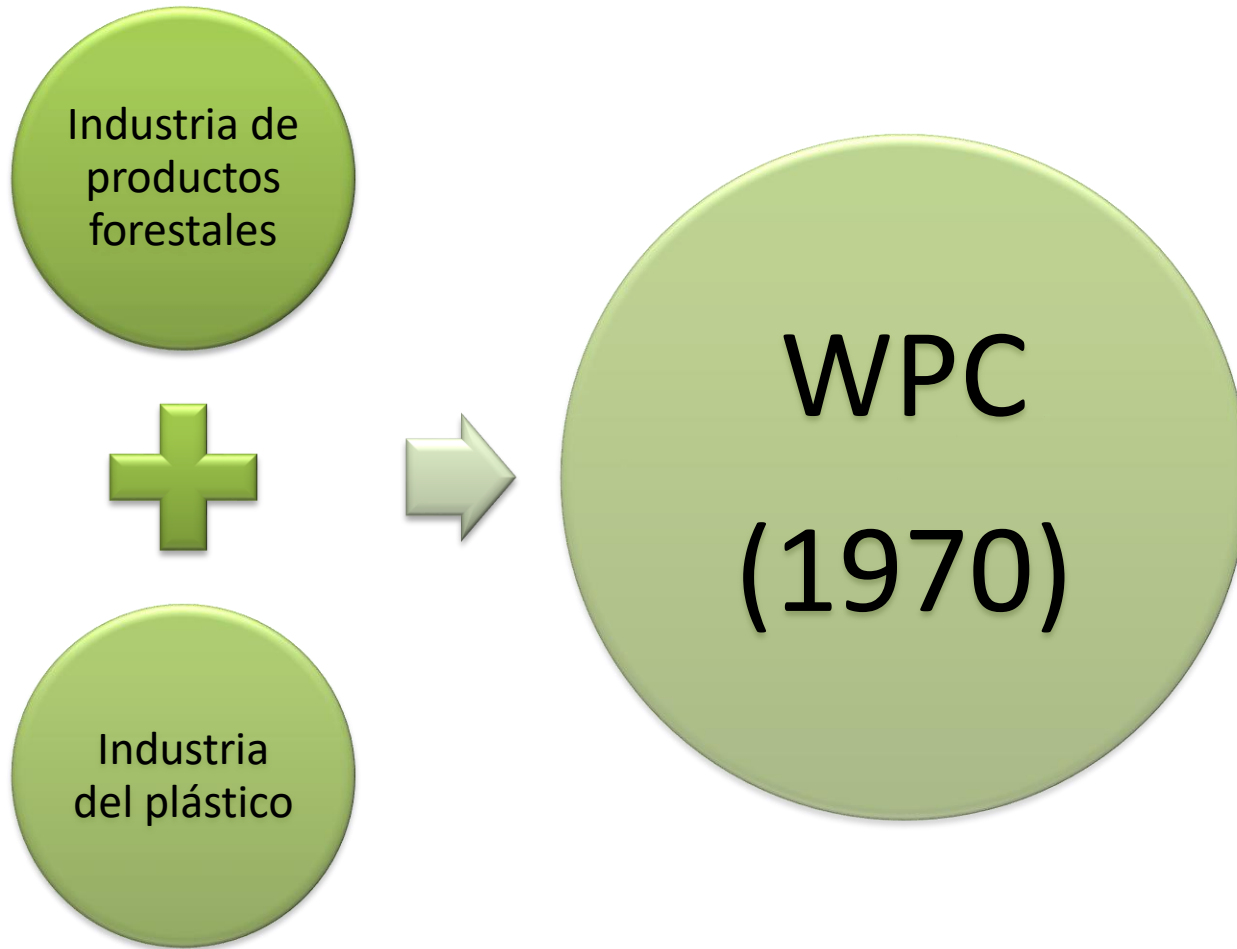 Industria de
productos
forestales
Industria
del plástico
WPC
(1970)